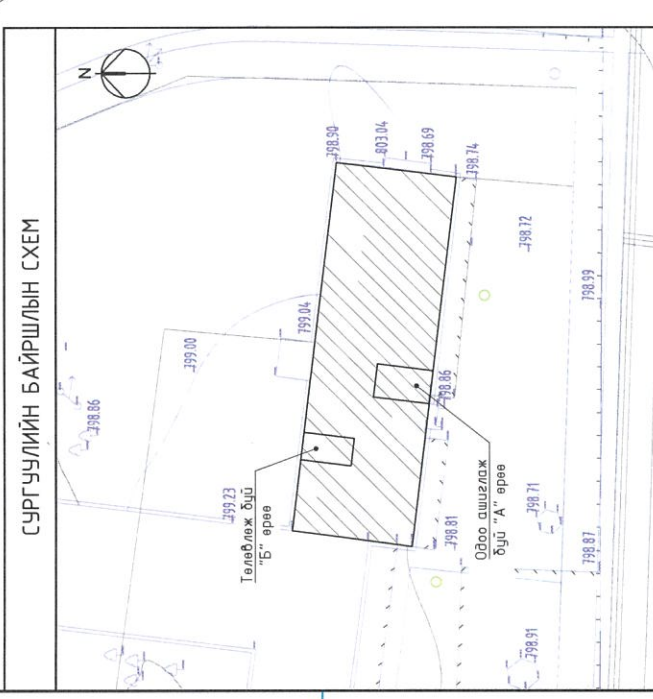 СУРГУУЛИЙН БАЙРШЛЫН СХЕМ
N
798.86
799.00
799.04
798.90
803.04
798.69
798.74
799.23
Төлөвлөж буй
"Б" өрөө
798.86
798.72
798.81
Одоо ашиглаж
буй "А" өрөө
798.71
798.99
798.91
798.87